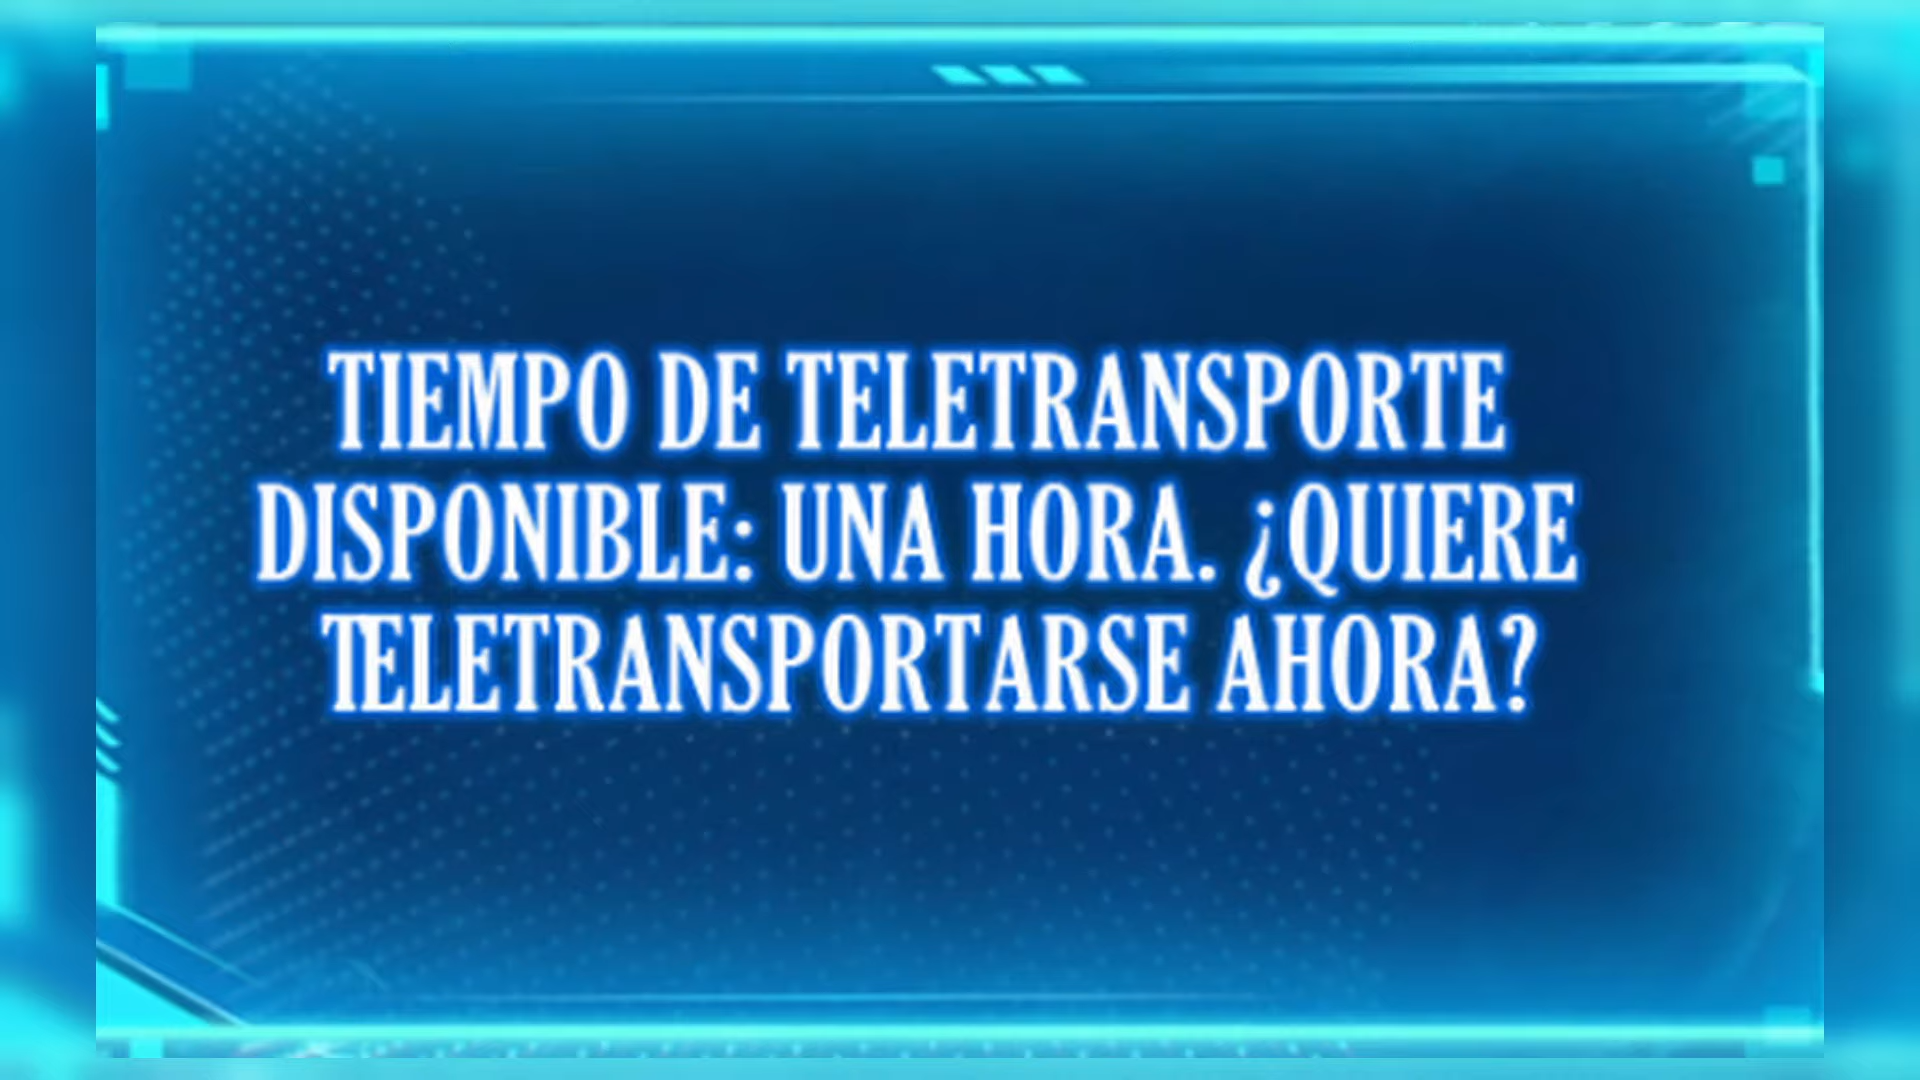 TIEMPO DE TELETRANSPORTE
DISPONIBLE: UNA HORA. ¿QUIERE
TELETRANSPORTARSE AHORA?